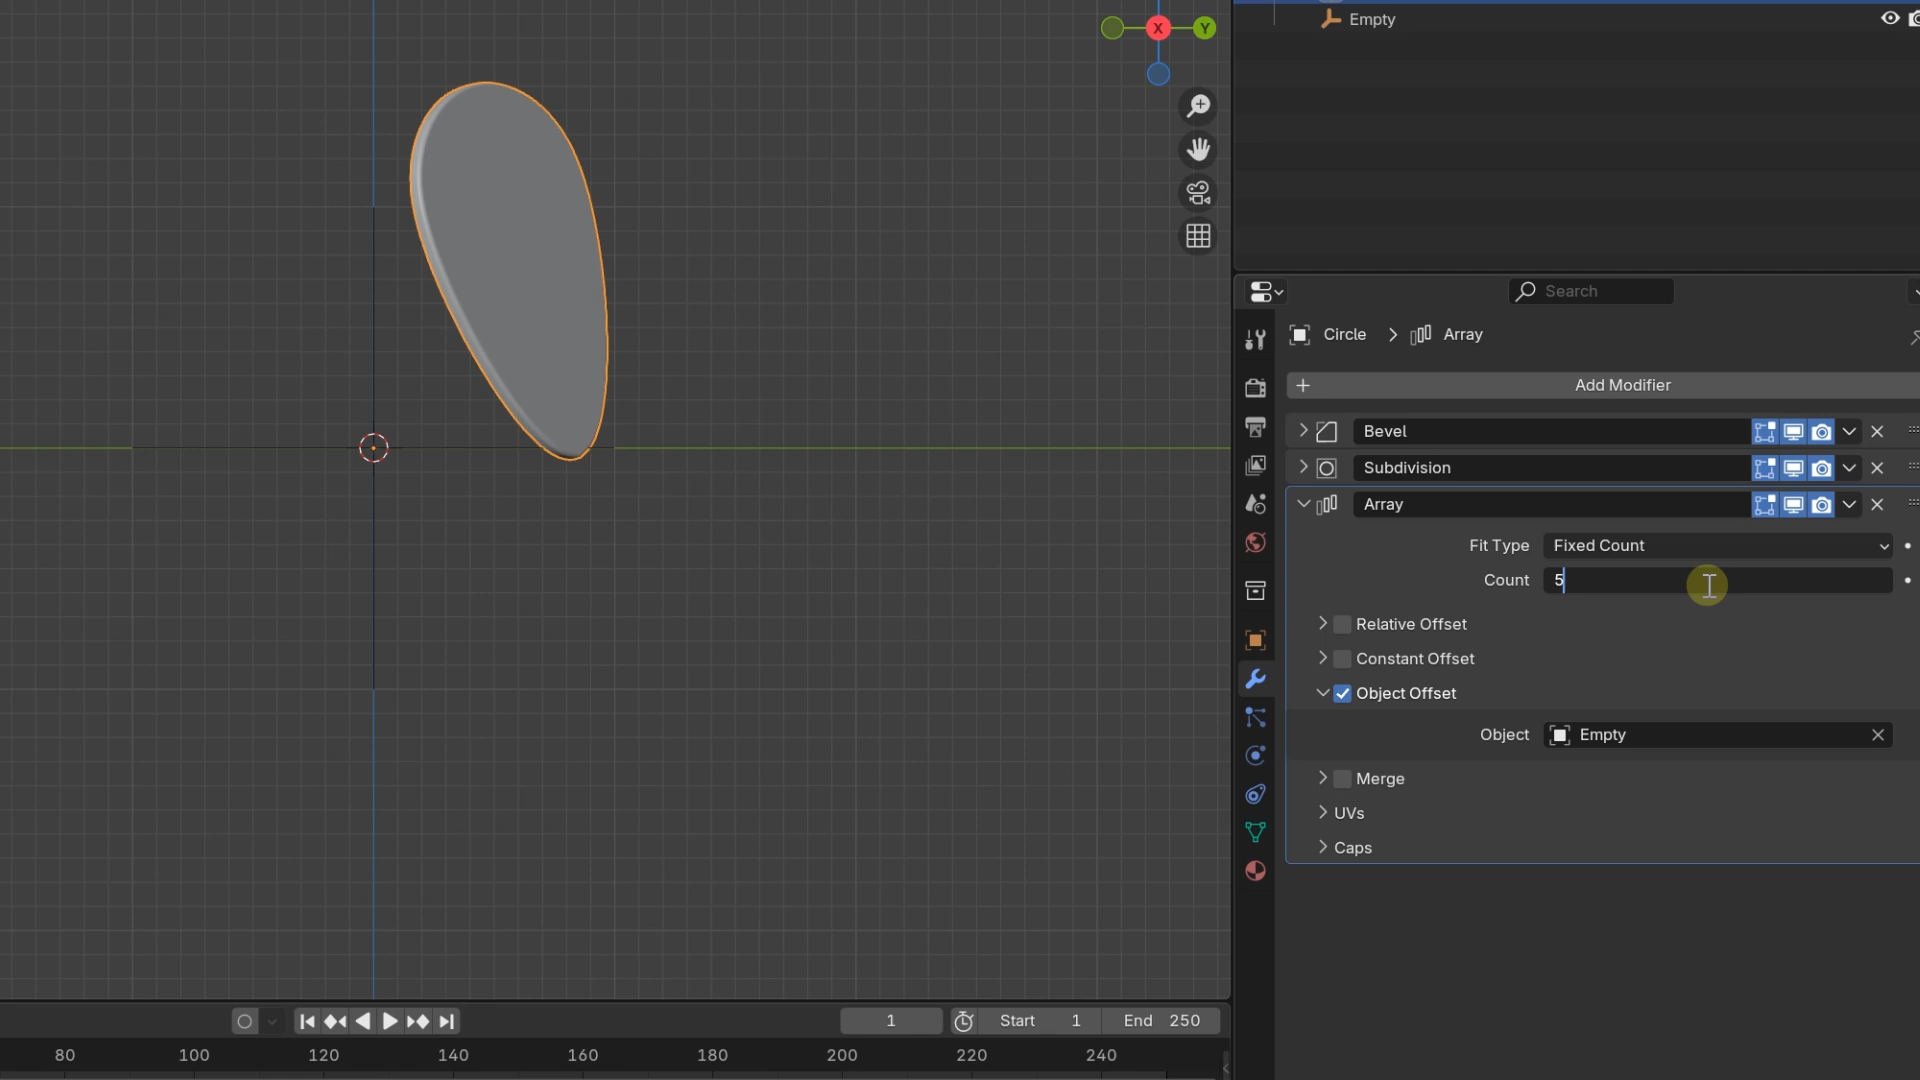 Empty
X
Y
Search
Circle
Array
Add Modifier
Bevel
Subdivision
Array
Fit Type
Fixed Count
Count
5
Relative Offset
Constant Offset
Object Offset
Object
Empty
Merge
UVs
Caps
1
Start 1
End 250
80 100 120 140 160 180 200 220 240